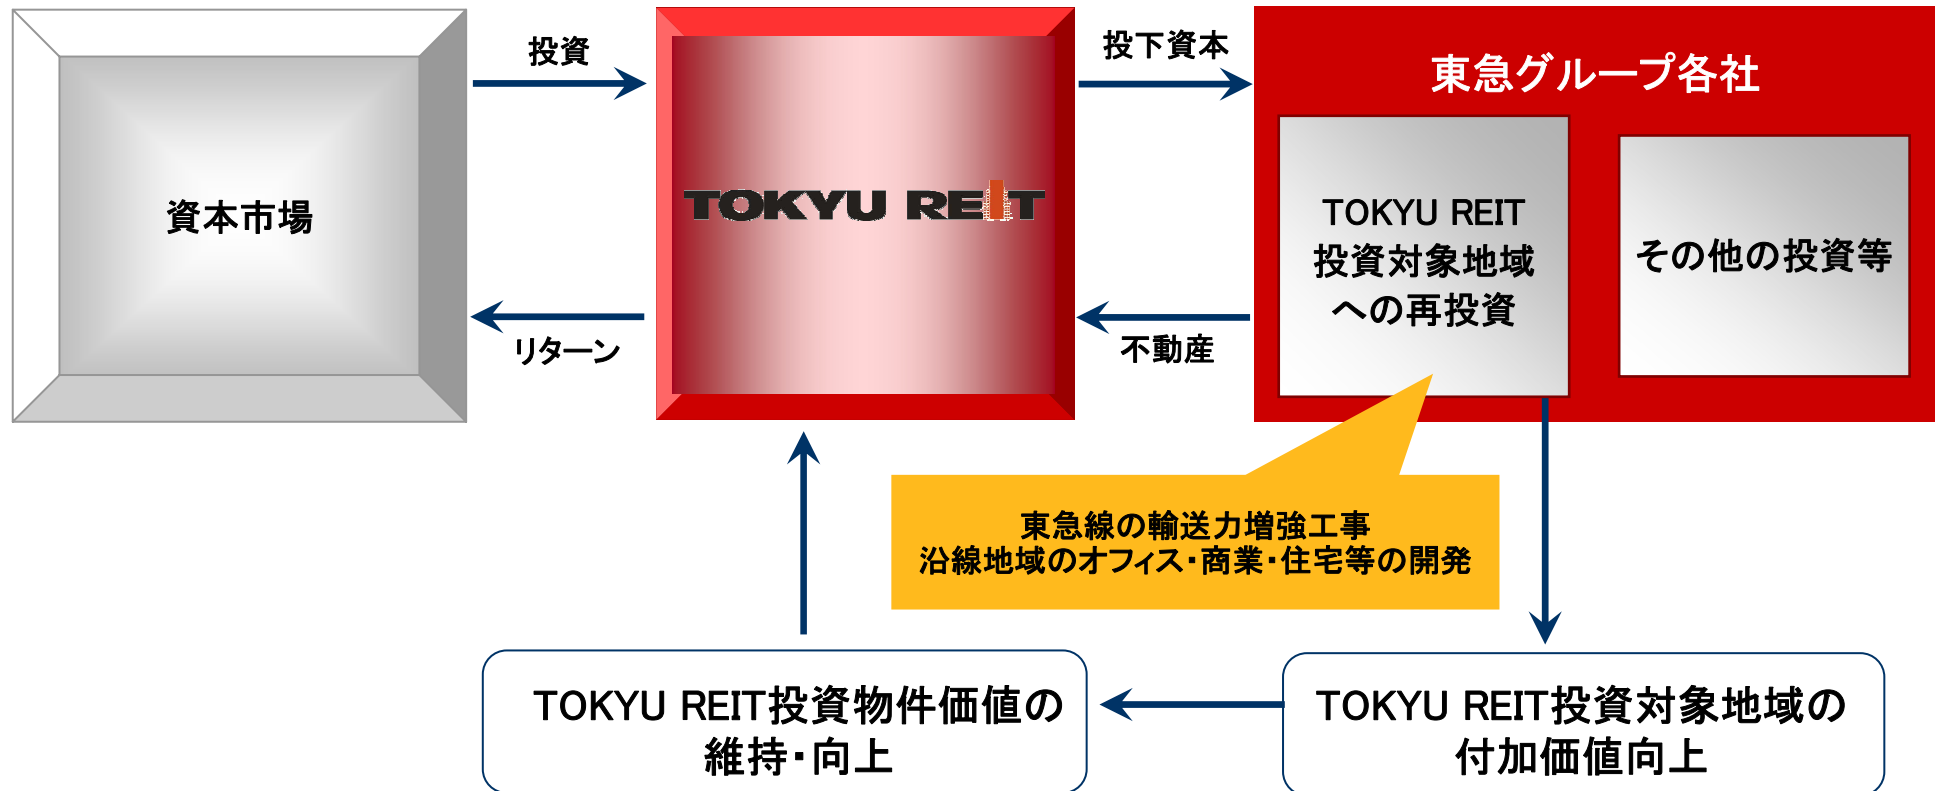 投資
投下資本
東急グループ各社
資本市場
TOKYU REIT
TOKYU REIT
投資対象地域
への再投資
その他の投資等
リターン
不動産
東急線の輸送力増強工事
沿線地域のオフィス・商業・住宅等の開発
TOKYU REIT投資物件価値の
維持・向上
TOKYU REIT投資対象地域の
付加価値向上